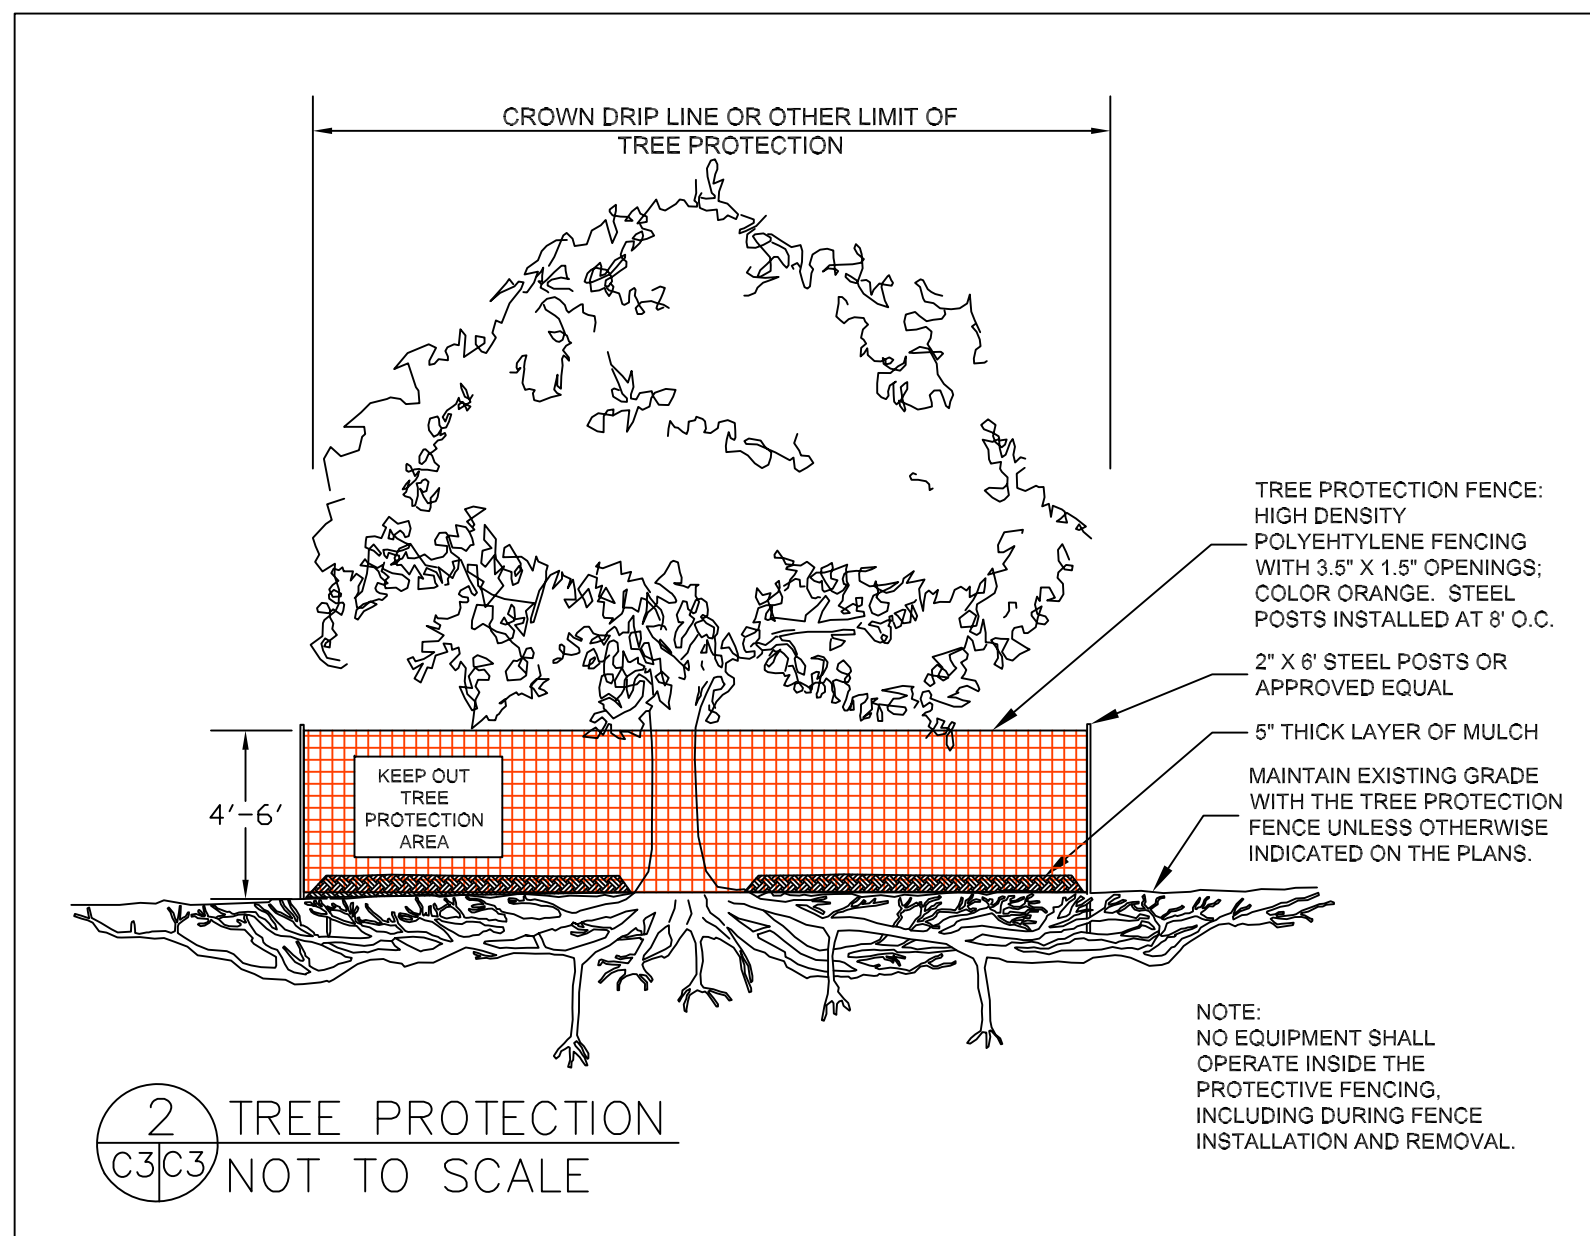 CROWN DRIP LINE OR OTHER LIMIT OF
TREE PROTECTION
TREE PROTECTION FENCE:
HIGH DENSITY
POLYEHTYLENE FENCING
WITH 3.5" X 1.5" OPENINGS;
COLOR ORANGE. STEEL
POSTS INSTALLED AT 8' O.C.
2" X 6' STEEL POSTS OR
APPROVED EQUAL
5" THICK LAYER OF MULCH
MAINTAIN EXISTING GRADE
WITH THE TREE PROTECTION
FENCE UNLESS OTHERWISE
INDICATED ON THE PLANS.
4'-6'
KEEP OUT
TREE
PROTECTION
AREA
NOTE:
NO EQUIPMENT SHALL
OPERATE INSIDE THE
PROTECTIVE FENCING,
INCLUDING DURING FENCE
INSTALLATION AND REMOVAL.
2
C3 C3
TREE PROTECTION
NOT TO SCALE